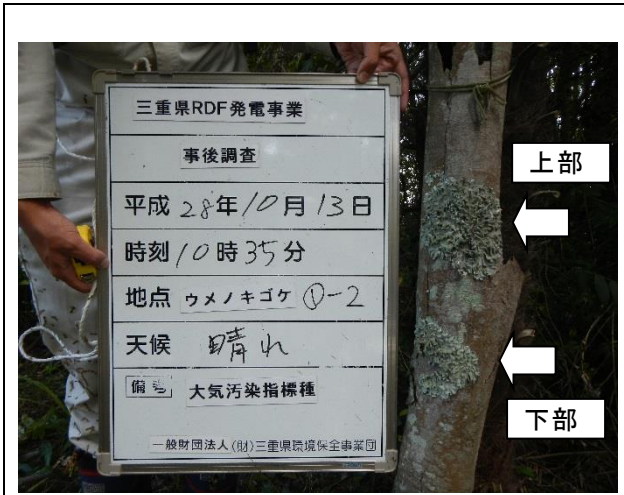 三重県RDF発電事業
事後調査
平成 28年10月13日
時刻 10時35分
地点 ウメノキゴケ ①-2
天候 晴れ
備考 大気汚染指標種
一般財団法人(財)三重県環境保全事業団
上部
下部